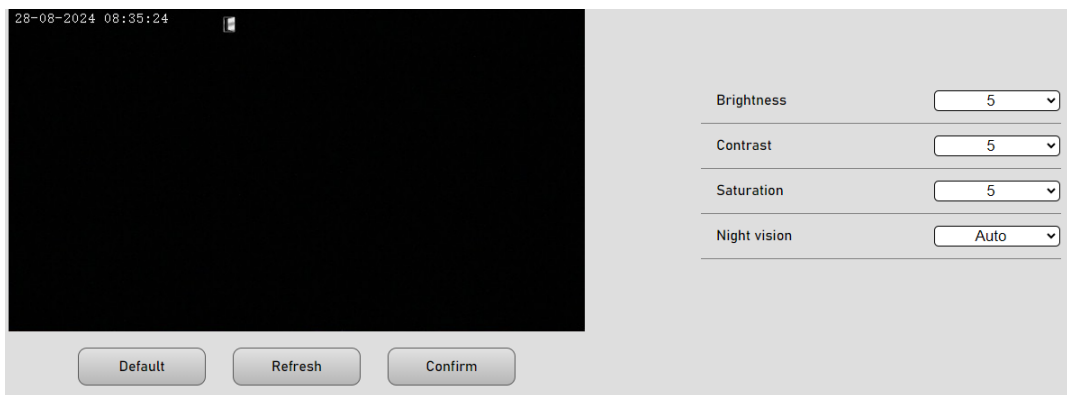 28-08-2024 08:35:24
Brightness 5
Contrast 5
Saturation 5
Night vision Auto
Default Refresh Confirm